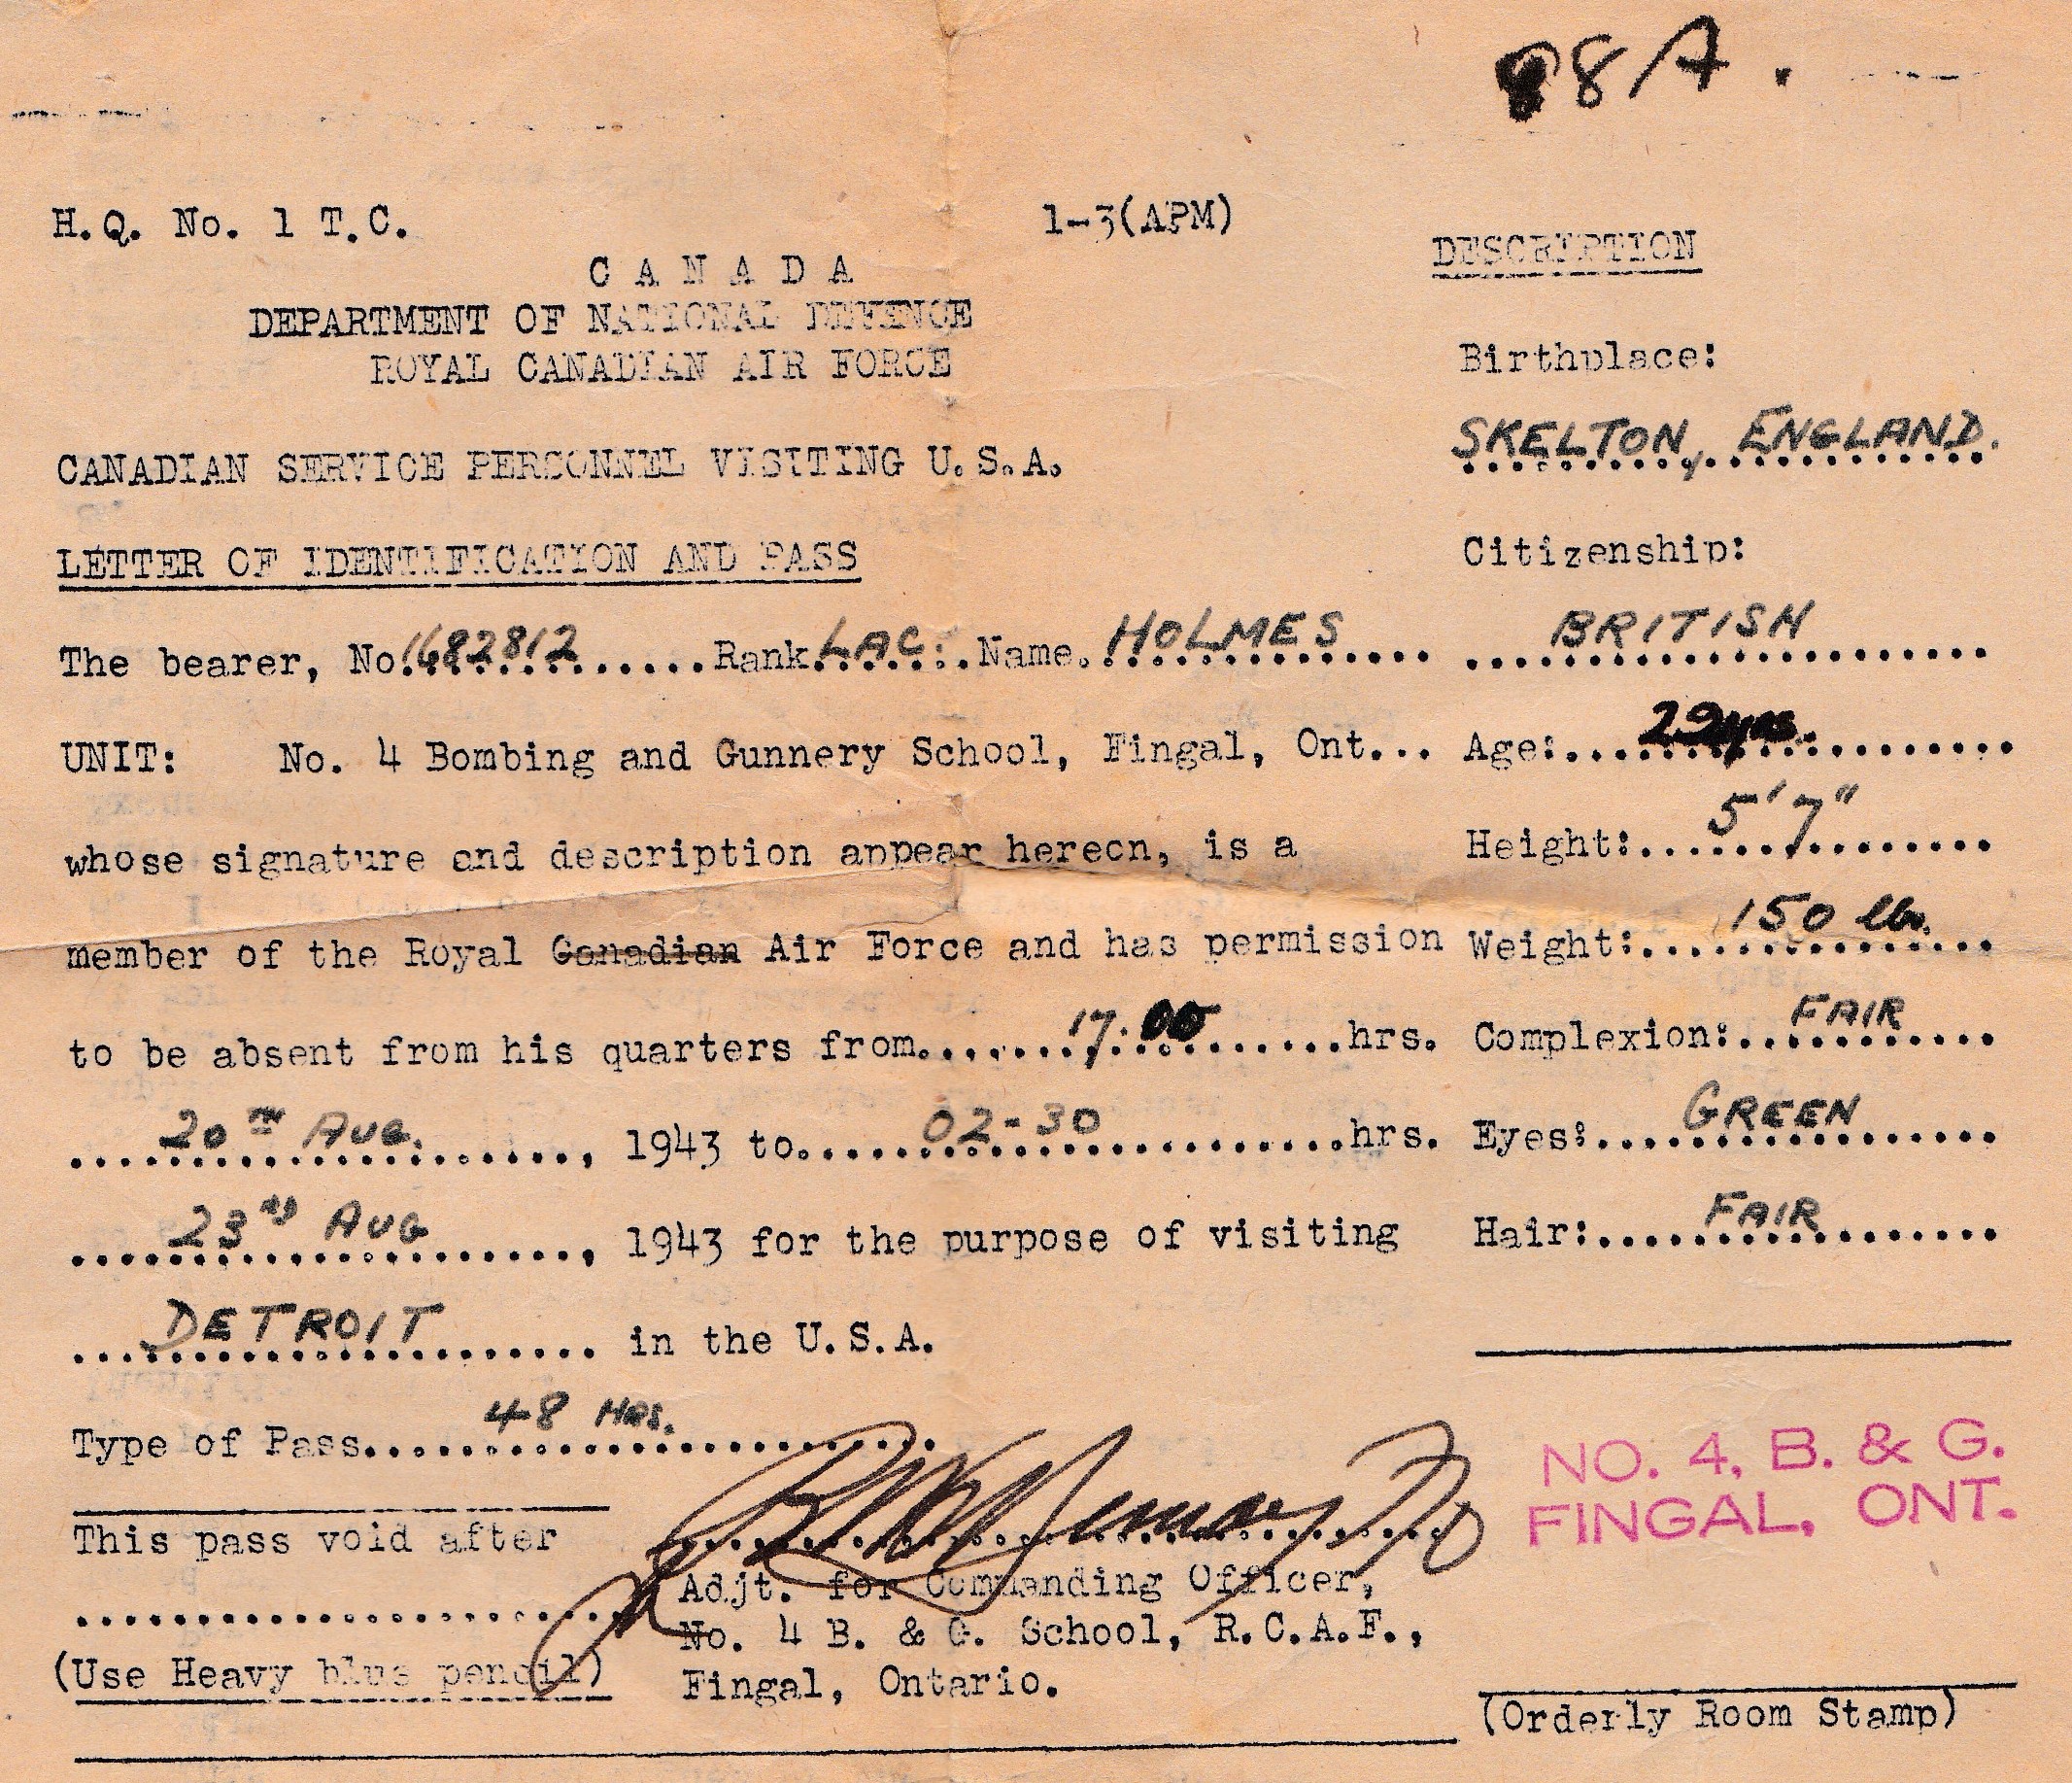 88A.
H.Q. No. 1 T.C.
1-3(APM)
CANADA
DEPARTMENT OF NATIONAL DEFENCE
ROYAL CANADIAN AIR FORCE
CANADIAN SERVICE PERSONNEL VISITING U.S.A.
LETTER OF IDENTIFICATION AND PASS
The bearer, No. 1682812 Rank LAC. Name. HOLMES
UNIT: No. 4 Bombing and Gunnery School, Fingal, Ont...
whose signature and description appear hereon, is a
member of the Royal Canadian Air Force and has permission
to be absent from his quarters from 17.00 hrs.
20TH AUG. , 1943 to 02-30 hrs.
23RD AUG , 1943 for the purpose of visiting
DETROIT in the U.S.A.
Type of Pass 48 HRS.
This pass void after
(Use Heavy blue pencil)
Adjt. for Commanding Officer,
No. 4 B. & G. School, R.C.A.F.,
Fingal, Ontario.
DESCRIPTION
Birthplace:
SKELTON, ENGLAND.
Citizenship:
BRITISH
Age: yrs.
Height: 5'7"
Weight: 150 lbs.
Complexion: FAIR
Eyes: GREEN
Hair: FAIR
NO. 4, B. & G.
FINGAL, ONT.
(Orderly Room Stamp)